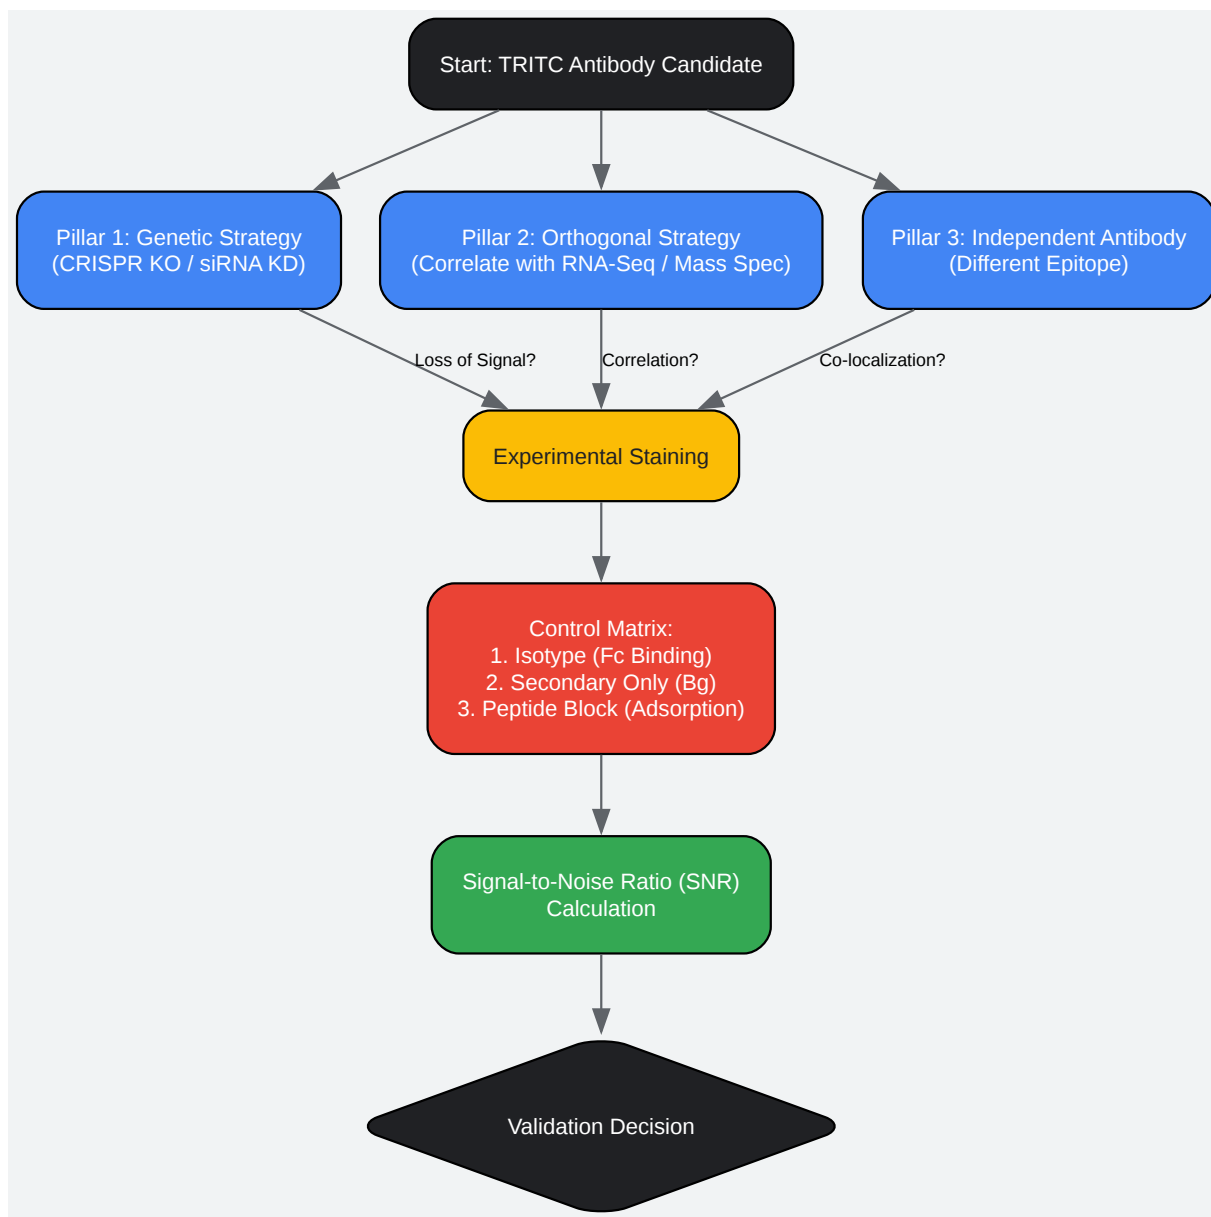 Start: TRITC Antibody Candidate
Pillar 1: Genetic Strategy
(CRISPR KO / siRNA KD)
Pillar 2: Orthogonal Strategy
(Correlate with RNA-Seq / Mass Spec)
Pillar 3: Independent Antibody
(Different Epitope)
Loss of Signal?
Correlation?
Co-localization?
Experimental Staining
Control Matrix:
1. Isotype (Fc Binding)
2. Secondary Only (Bg)
3. Peptide Block (Adsorption)
Signal-to-Noise Ratio (SNR)
Calculation
Validation Decision